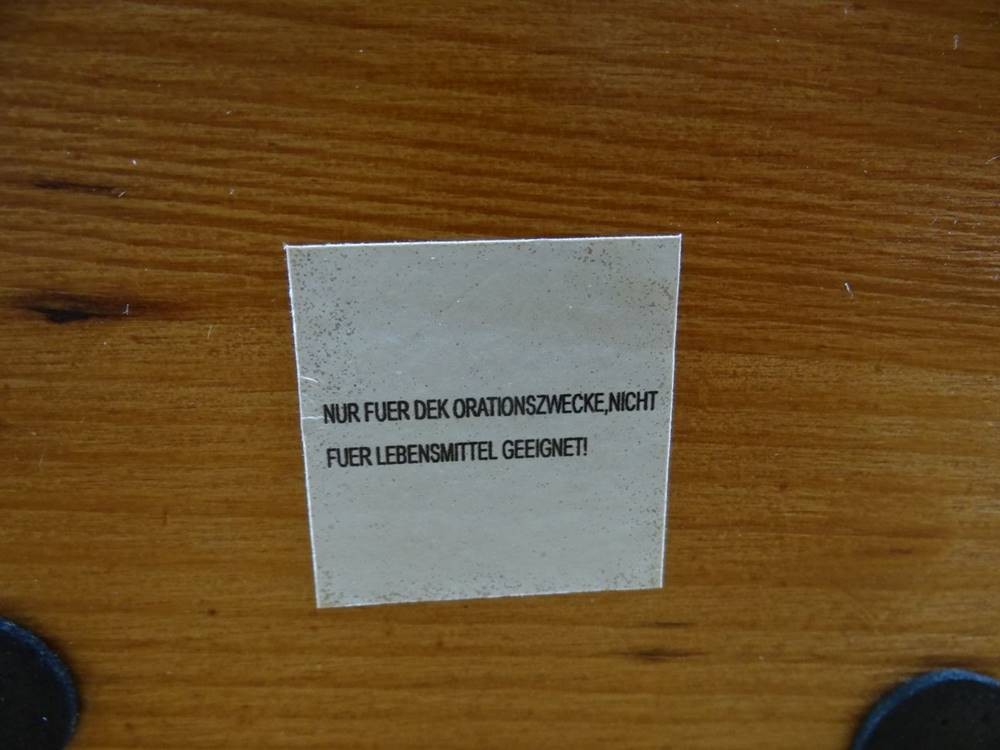 NUR FUER DEK ORATIONSZWECKE,NICHT
FUER LEBENSMITTEL GEEIGNET!